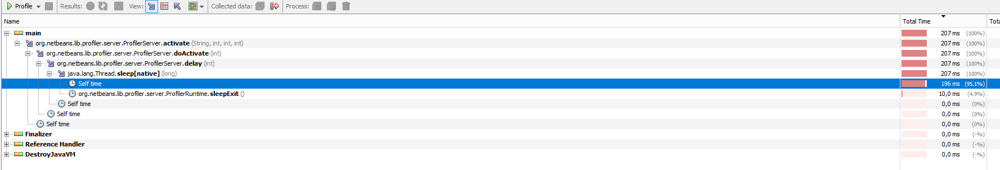 Profile Results: View: Collected data: Process:
Name Total Time Tota
main 207 ms (100%)
org.netbeans.lib.profiler.server.ProfilerServer.activate (String, int, int, int) 207 ms (100%)
org.netbeans.lib.profiler.server.ProfilerServer.doActivate (int) 207 ms (100%)
org.netbeans.lib.profiler.server.ProfilerServer.delay (int) 207 ms (100%)
java.lang.Thread.sleep[native] (long) 207 ms (100%)
Self time 196 ms (95,1%)
org.netbeans.lib.profiler.server.ProfilerRuntime.sleepExit () 10,0 ms (4,9%)
Self time 0,0 ms (0%)
Self time 0,0 ms (0%)
Self time 0,0 ms (0%)
Finalizer 0,0 ms (-%)
Reference Handler 0,0 ms (-%)
DestroyJavaVM 0,0 ms (-%)